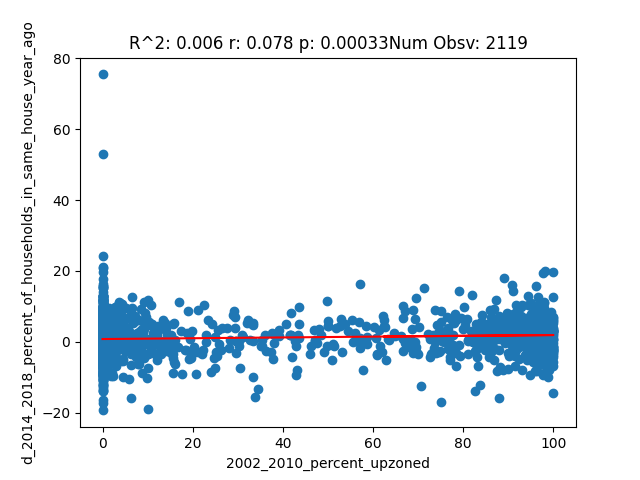 R^2: 0.006 r: 0.078 p: 0.00033Num Obsv: 2119
d_2014_2018_percent_of_households_in_same_house_year_ago
80
60
40
20
0
−20
0 20 40 60 80 100
2002_2010_percent_upzoned